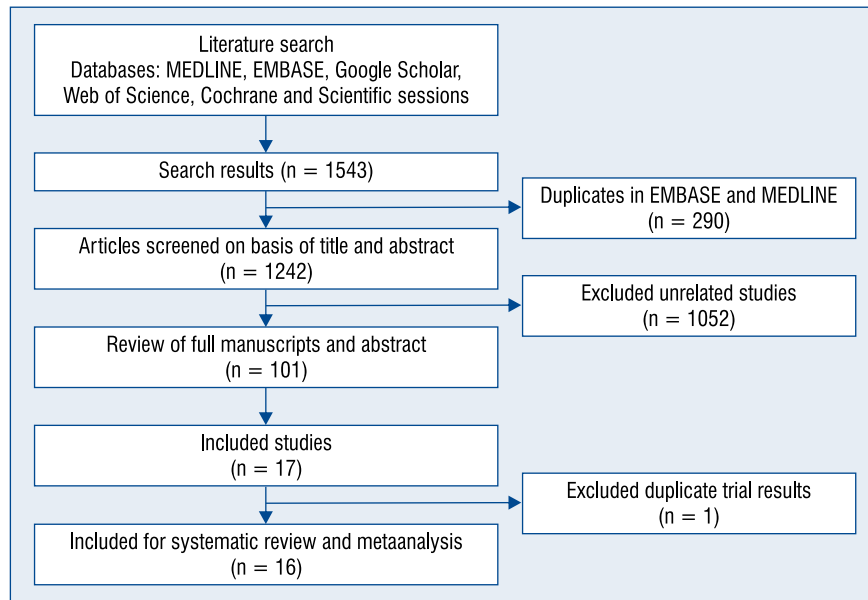 Literature search
Databases: MEDLINE, EMBASE, Google Scholar,
Web of Science, Cochrane and Scientific sessions
Search results (n = 1543)
Duplicates in EMBASE and MEDLINE
(n = 290)
Articles screened on basis of title and abstract
(n = 1242)
Excluded unrelated studies
(n = 1052)
Review of full manuscripts and abstract
(n = 101)
Included studies
(n = 17)
Excluded duplicate trial results
(n = 1)
Included for systematic review and metaanalysis
(n = 16)